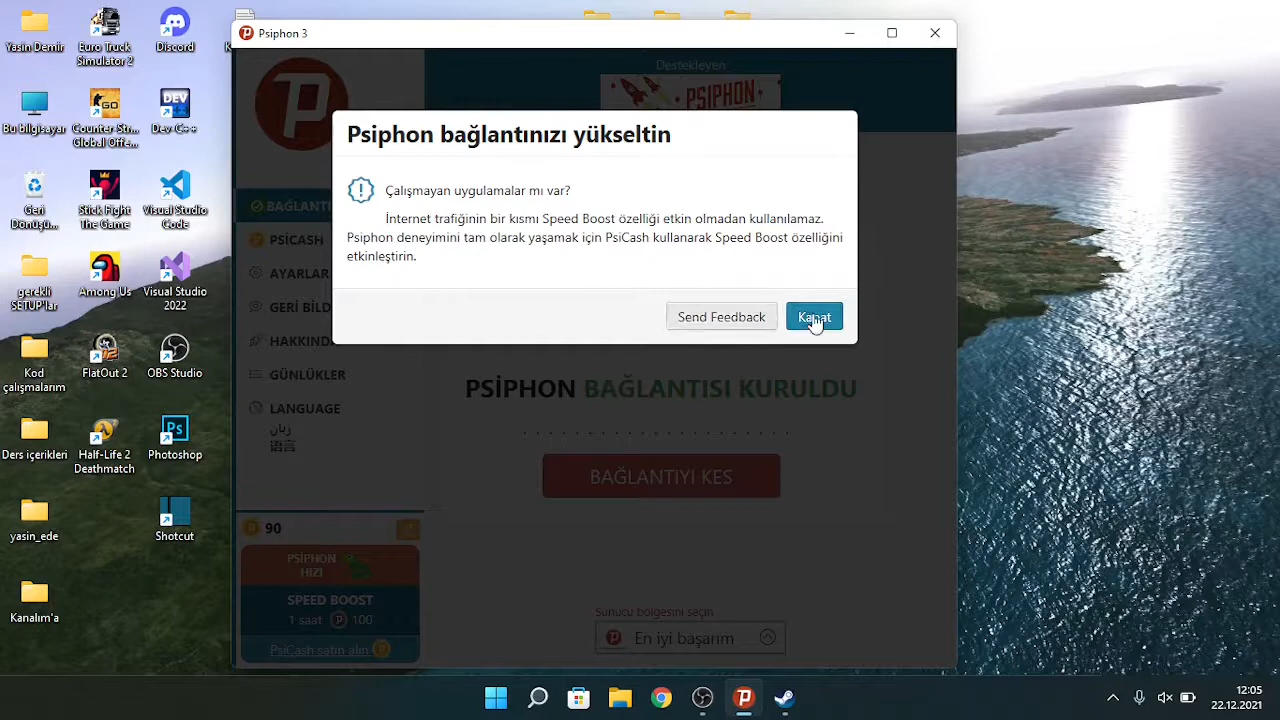 Yasin Demir
Euro Truck
Simulator 2
Discord
Bu bilgisayar
Counter Str...
Global Offe...
Dev C++
Geri
Dönüşü...
Stick Fight
The Game
Visual Studio
Code
gerekli
SETUPlar
Among Us
Visual Studio
2022
Kod
çalışmalarım
FlatOut 2
OBS Studio
Ders içerikleri
Half-Life 2
Deathmatch
Photoshop
yasin_ede
Shotcut
Kanalım'a
Psiphon 3
Destekleyen
PSIPHON
Psiphon bağlantınızı yükseltin
Çalışmayan uygulamalar mı var?
İnternet trafiğinin bir kısmı Speed Boost özelliği etkin olmadan kullanılamaz.
Psiphon deneyimini tam olarak yaşamak için PsiCash kullanarak Speed Boost özelliğini
etkinleştirin.
Send Feedback
Kapat
BAĞLANTI
PSİCASH
AYARLAR
GERİ BİLD
HAKKINDA
GÜNLÜKLER
LANGUAGE
زبان
语言
PSİPHON BAĞLANTISI KURULDU
BAĞLANTIYI KES
90
PSİPHON
HIZI
SPEED BOOST
1 saat P 100
PsiCash satın alın
Sunucu bölgesini seçin
En iyi başarım
12:05
22.12.2021